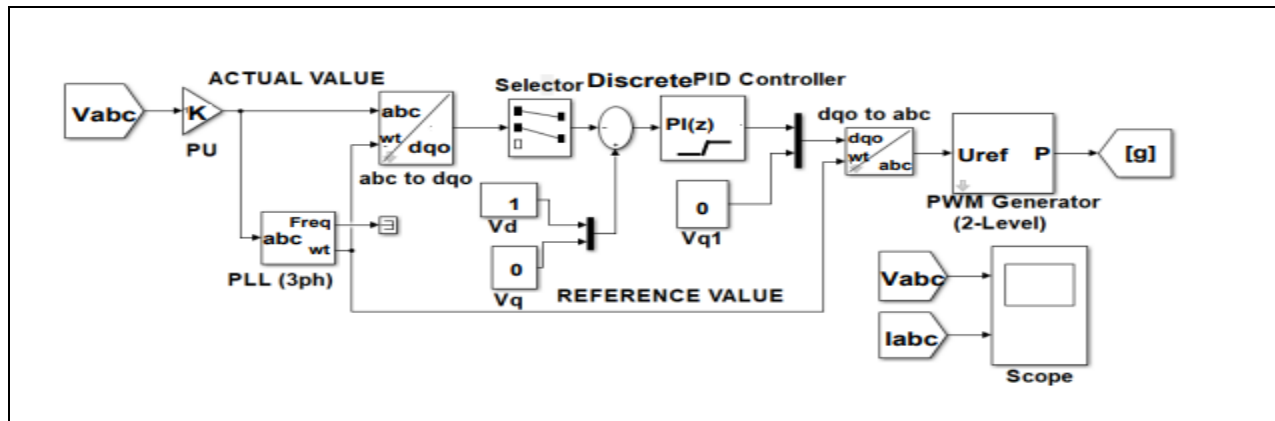 ACTUAL VALUE
Selector
DiscretePID Controller
Vabc
K
PU
abc
wt
dqo
abc to dqo
PI(z)
dqo to abc
dqo
wt
abc
Uref
P
[g]
PWM Generator
(2-Level)
1
Vd
0
Vq
0
Vq1
Freq
abc
wt
PLL (3ph)
REFERENCE VALUE
Vabc
Iabc
Scope